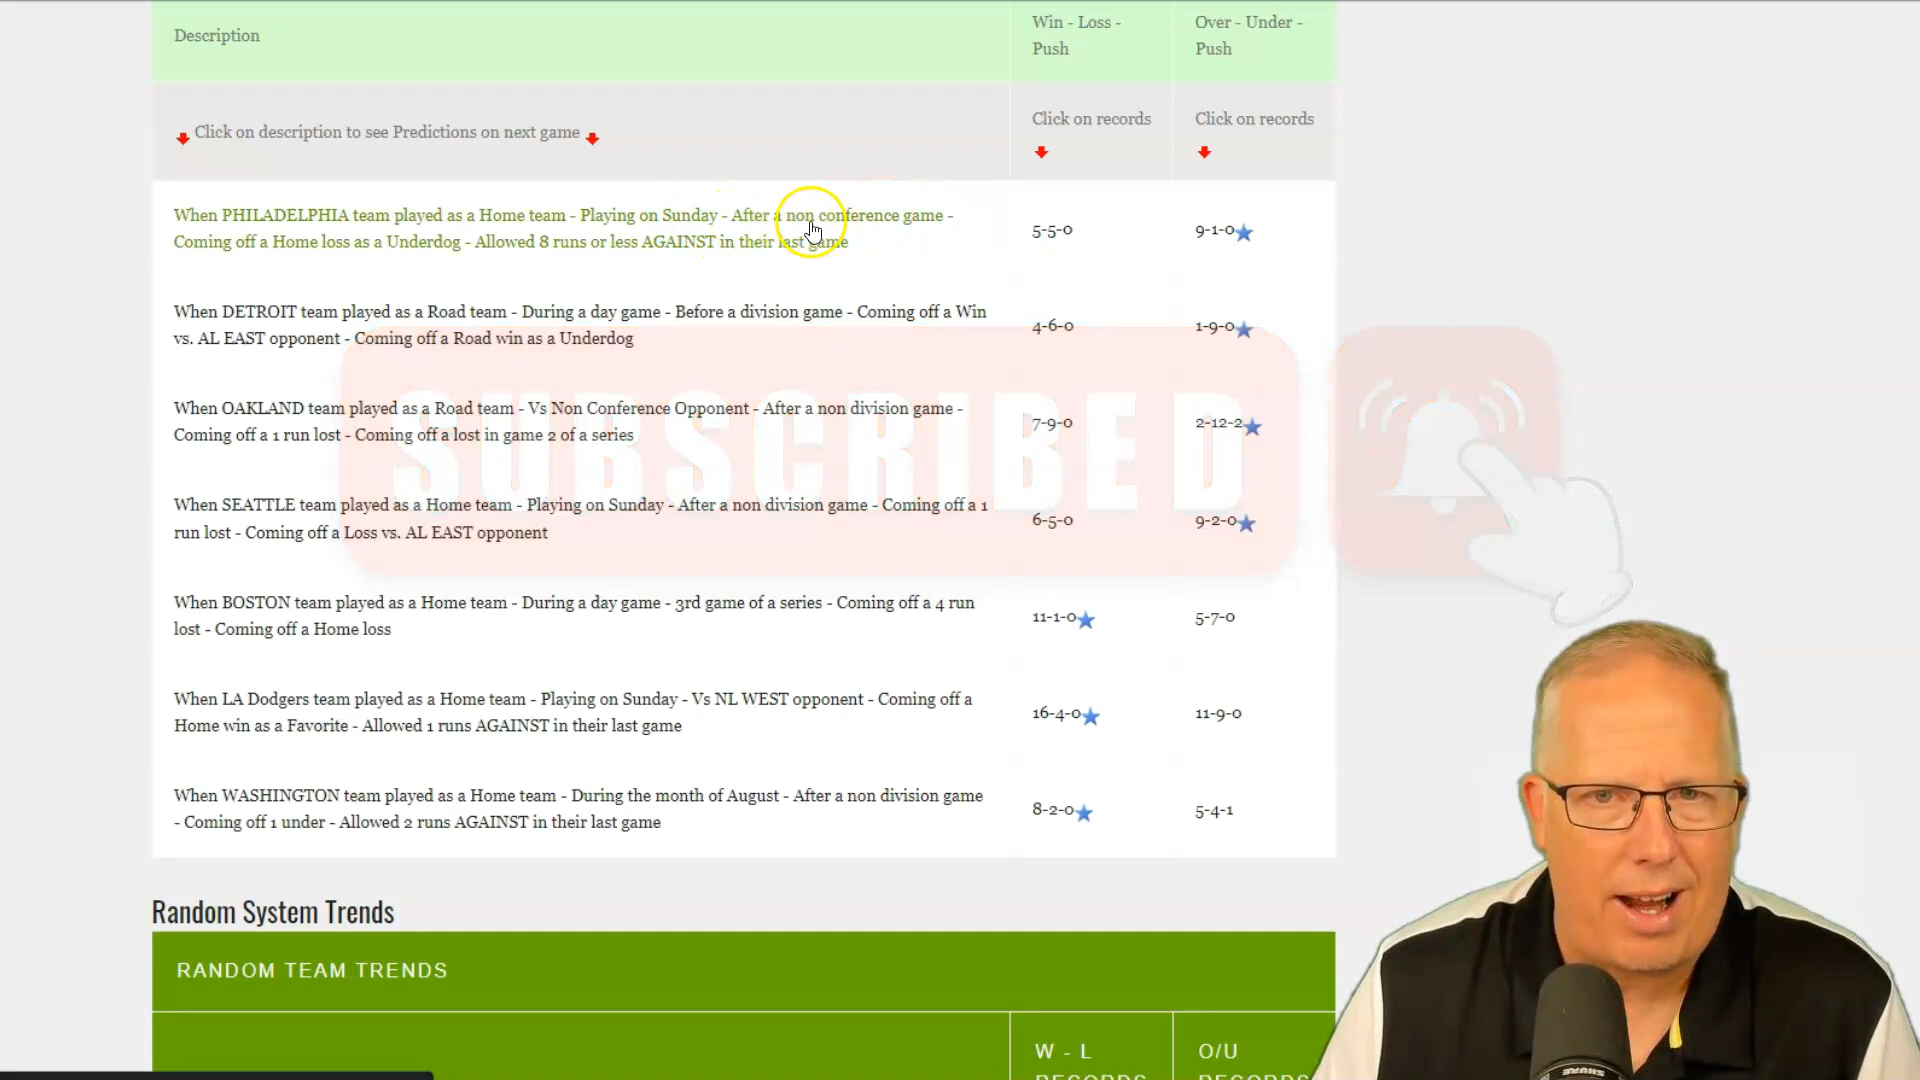 Description
Win - Loss -
Push
Over - Under -
Push
Click on description to see Predictions on next game
Click on records
Click on records
When PHILADELPHIA team played as a Home team - Playing on Sunday - After a non conference game -
Coming off a Home loss as a Underdog - Allowed 8 runs or less AGAINST in their last game
5-5-0
9-1-0
When DETROIT team played as a Road team - During a day game - Before a division game - Coming off a Win
vs. AL EAST opponent - Coming off a Road win as a Underdog
4-6-0
1-9-0
When OAKLAND team played as a Road team - Vs Non Conference Opponent - After a non division game -
Coming off a 1 run lost - Coming off a lost in game 2 of a series
7-9-0
2-12-2
SUBSCRIBED
When SEATTLE team played as a Home team - Playing on Sunday - After a non division game - Coming off a 1
run lost - Coming off a Loss vs. AL EAST opponent
6-5-0
9-2-0
When BOSTON team played as a Home team - During a day game - 3rd game of a series - Coming off a 4 run
lost - Coming off a Home loss
11-1-0
5-7-0
When LA Dodgers team played as a Home team - Playing on Sunday - Vs NL WEST opponent - Coming off a
Home win as a Favorite - Allowed 1 runs AGAINST in their last game
16-4-0
11-9-0
When WASHINGTON team played as a Home team - During the month of August - After a non division game
- Coming off 1 under - Allowed 2 runs AGAINST in their last game
8-2-0
5-4-1
Random System Trends
RANDOM TEAM TRENDS
W - L
RECORDS
O/U
RECORDS
SHURE